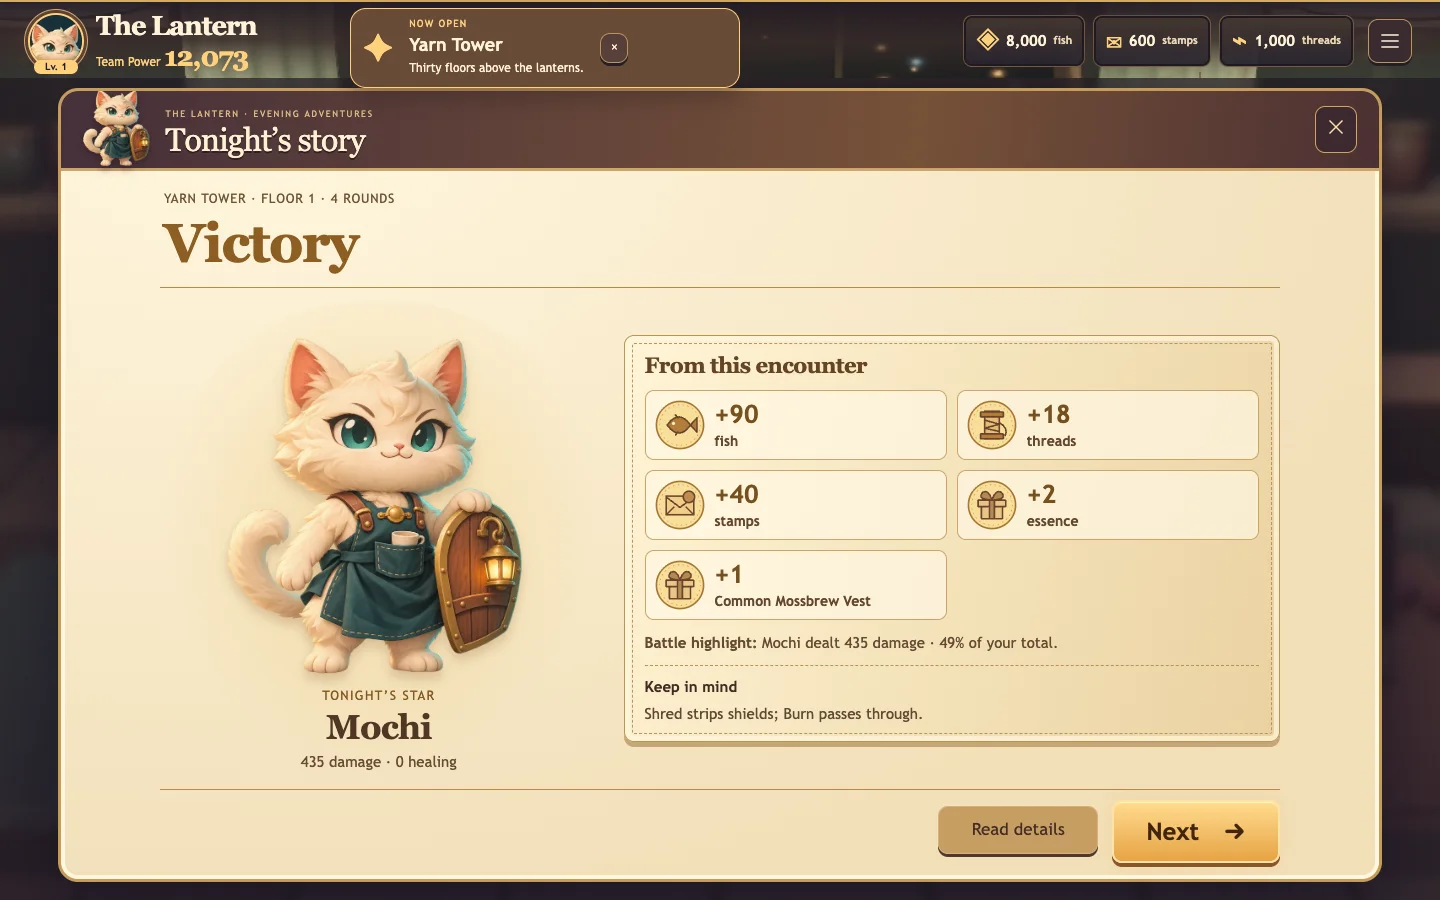 The Lantern
Team Power 12,073
Lv. 1
NOW OPEN
Yarn Tower
Thirty floors above the lanterns.
×
8,000 fish
600 stamps
1,000 threads
THE LANTERN · EVENING ADVENTURES
Tonight’s story
YARN TOWER · FLOOR 1 · 4 ROUNDS
Victory
TONIGHT’S STAR
Mochi
435 damage · 0 healing
From this encounter
+90
fish
+18
threads
+40
stamps
+2
essence
+1
Common Mossbrew Vest
Battle highlight: Mochi dealt 435 damage · 49% of your total.
Keep in mind
Shred strips shields; Burn passes through.
Read details
Next →